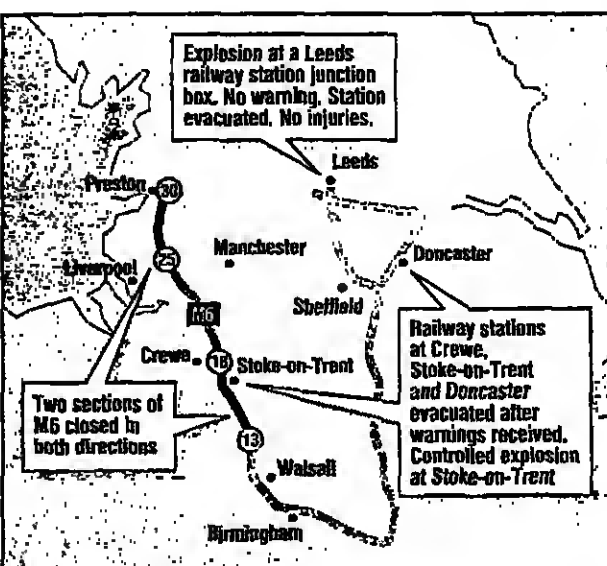 Explosion at a Leeds
railway station junction
box. No warning. Station
evacuated. No injuries.
Leeds
Preston
30
Manchester
Doncaster
25
Liverpool
Sheffield
M6
Railway stations
at Crewe,
Stoke-on-Trent
and Doncaster
evacuated after
warnings received.
Controlled explosion
at Stoke-on-Trent
Crewe
18
Stoke-on-Trent
Two sections of
M6 closed in
both directions
13
Walsall
Birmingham